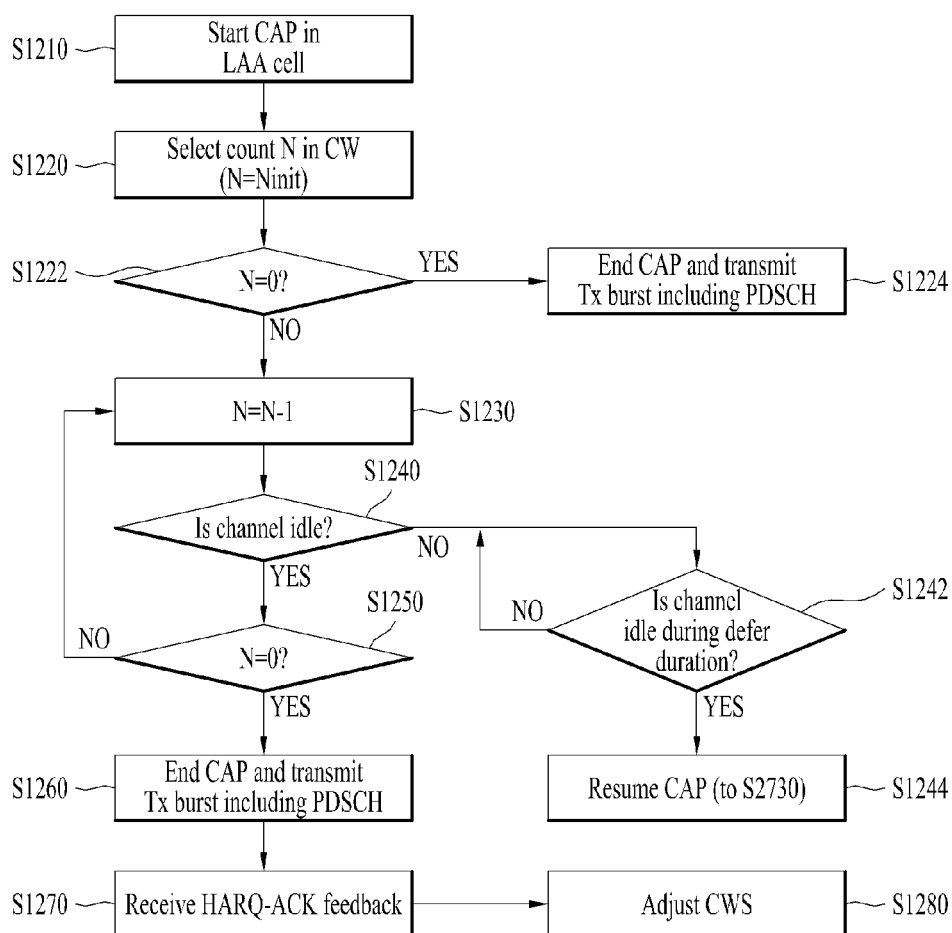 S1210
Start CAP in
LAA cell
S1220
Select count N in CW
(N=Ninit)
S1222
N=0?
YES
End CAP and transmit
Tx burst including PDSCH
S1224
NO
N=N-1
S1230
S1240
Is channel idle?
NO
YES
S1250
NO
N=0?
YES
S1242
NO
Is channel
idle during defer
duration?
YES
S1260
End CAP and transmit
Tx burst including PDSCH
Resume CAP (to S2730)
S1244
S1270
Receive HARQ-ACK feedback
Adjust CWS
S1280